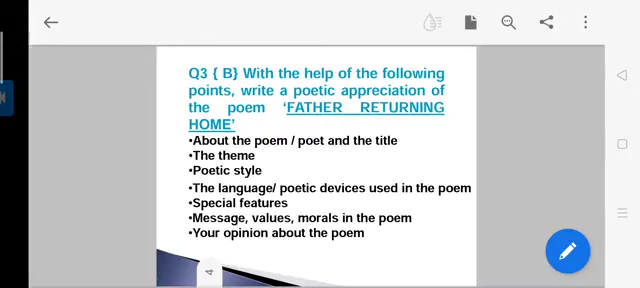 Q3 { B} With the help of the following
points, write a poetic appreciation of
the poem ‘FATHER RETURNING
HOME’
•About the poem / poet and the title
•The theme
•Poetic style
•The language/ poetic devices used in the poem
•Special features
•Message, values, morals in the poem
•Your opinion about the poem
4